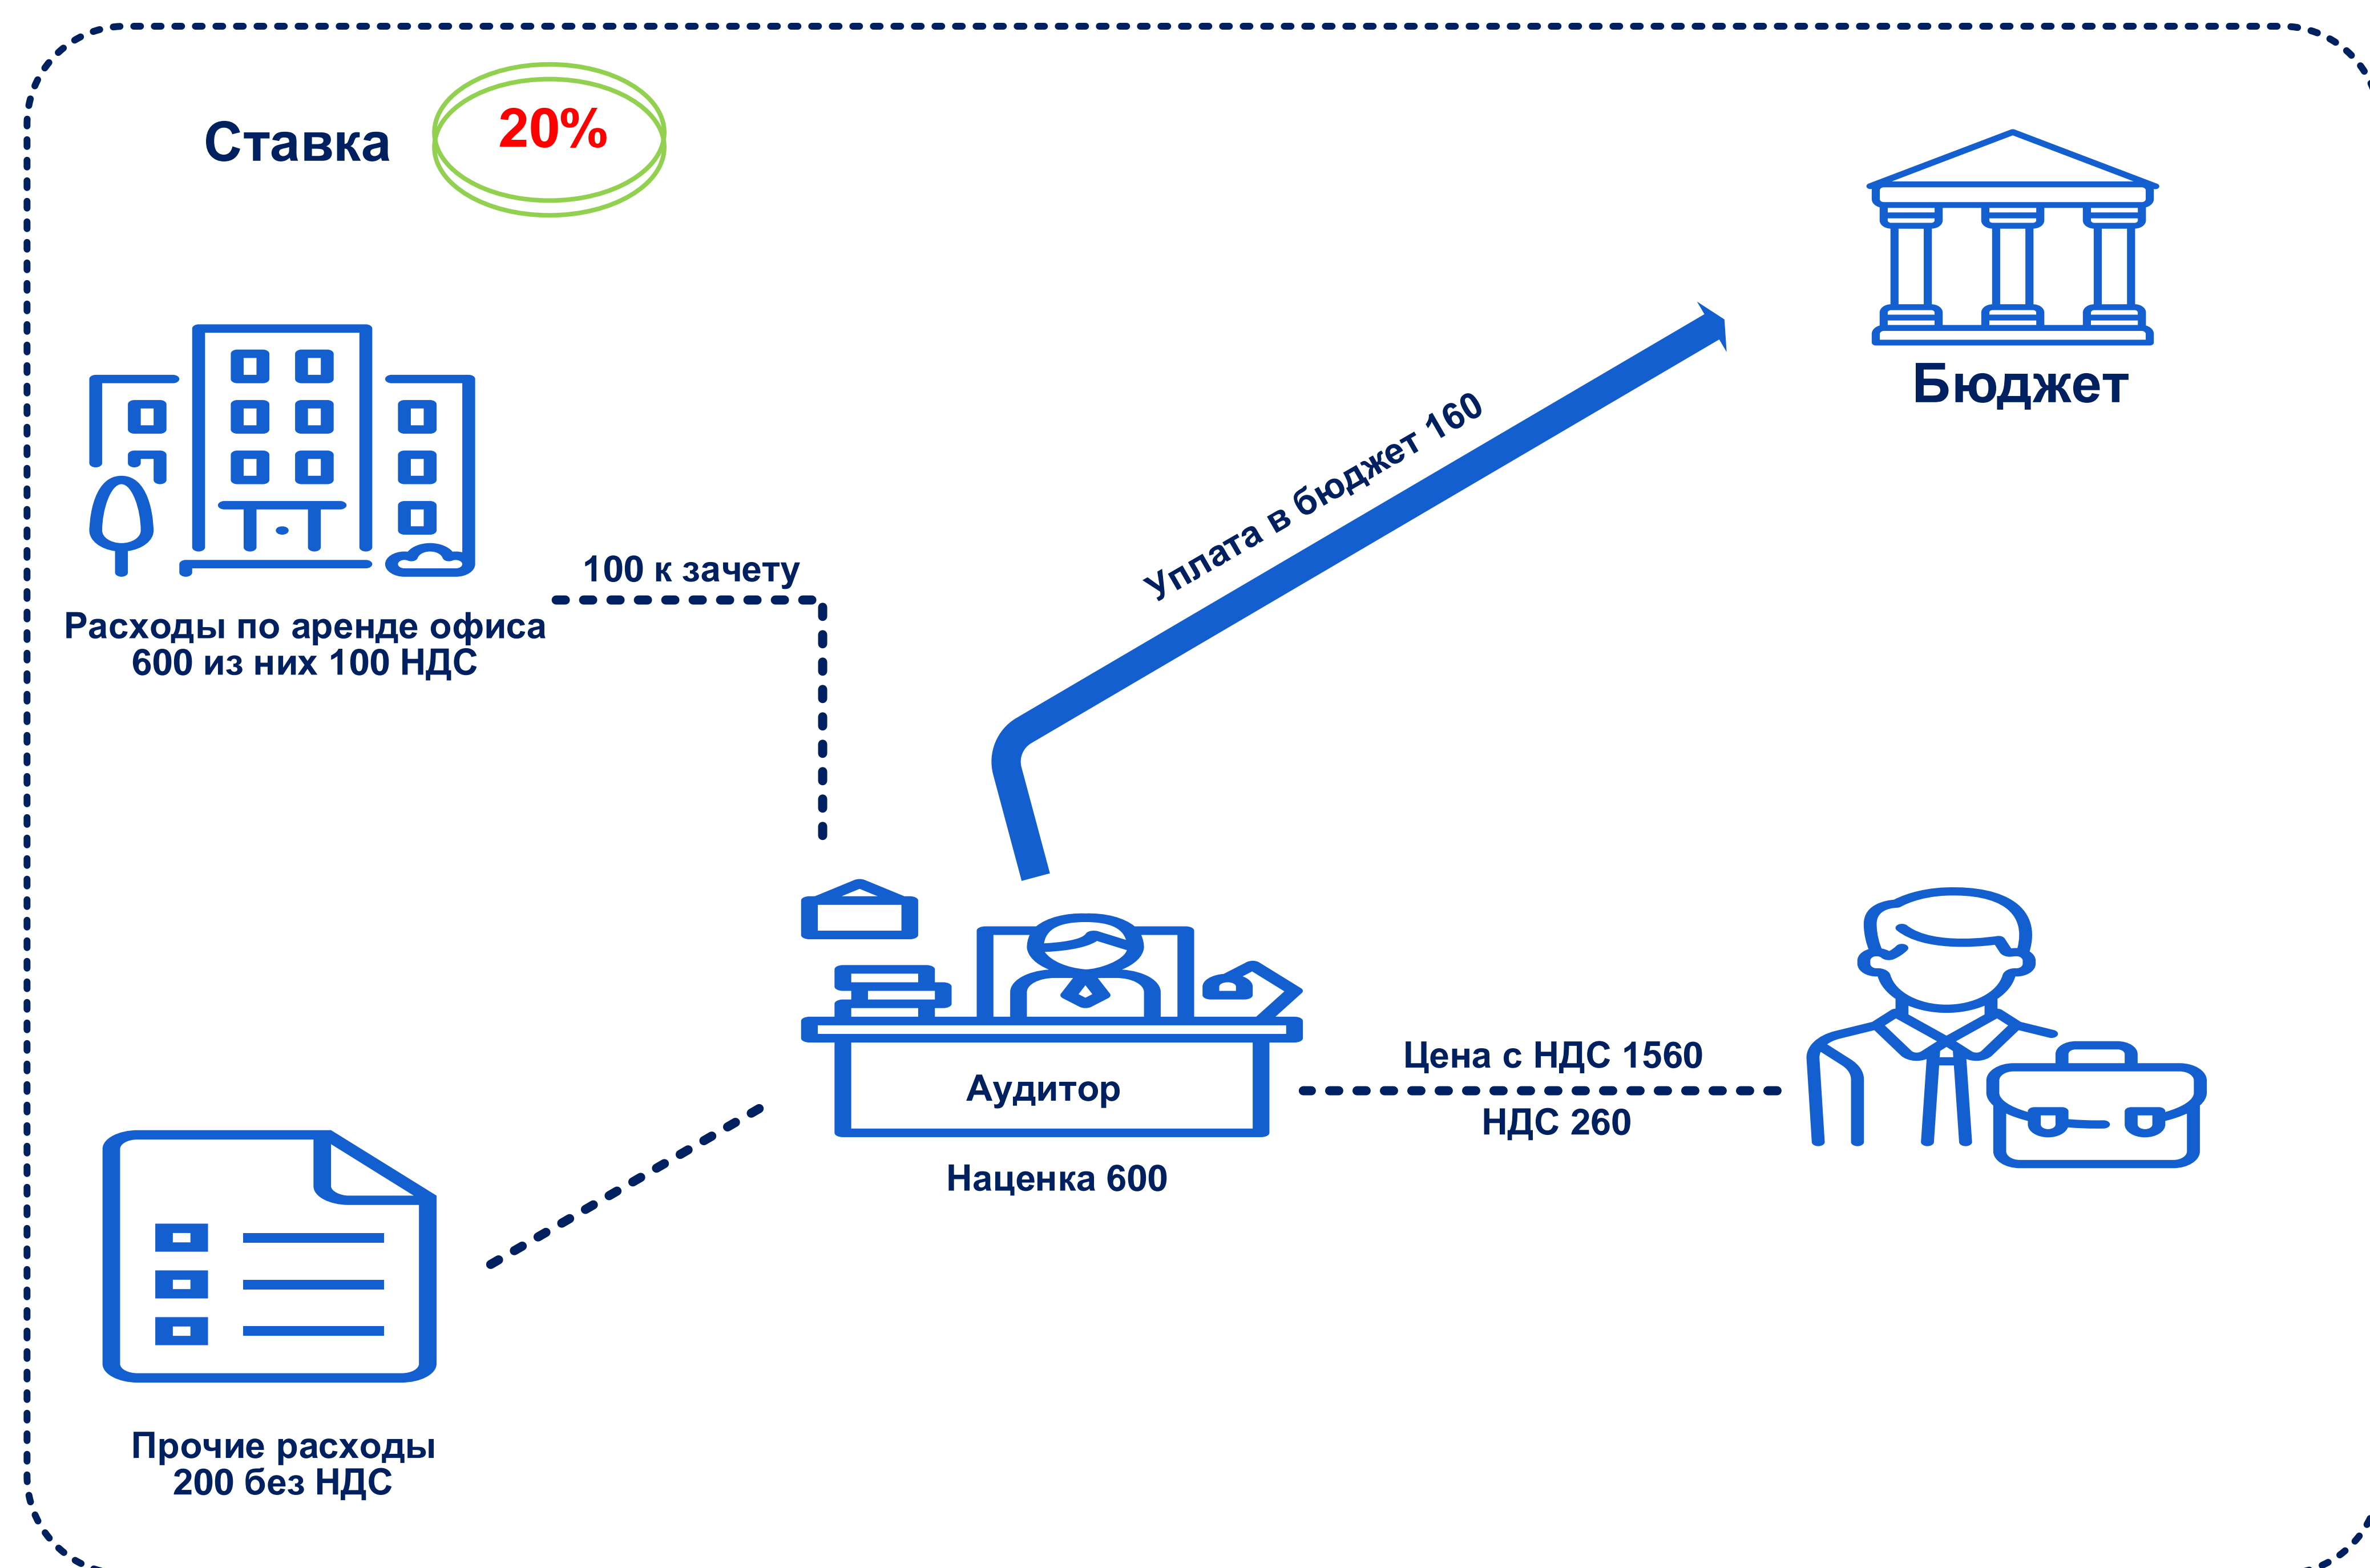 Ставка
20%
Бюджет
Уплата в бюджет 160
100 к зачету
Расходы по аренде офиса
600 из них 100 НДС
Аудитор
Наценка 600
Цена с НДС 1560
НДС 260
Прочие расходы
200 без НДС